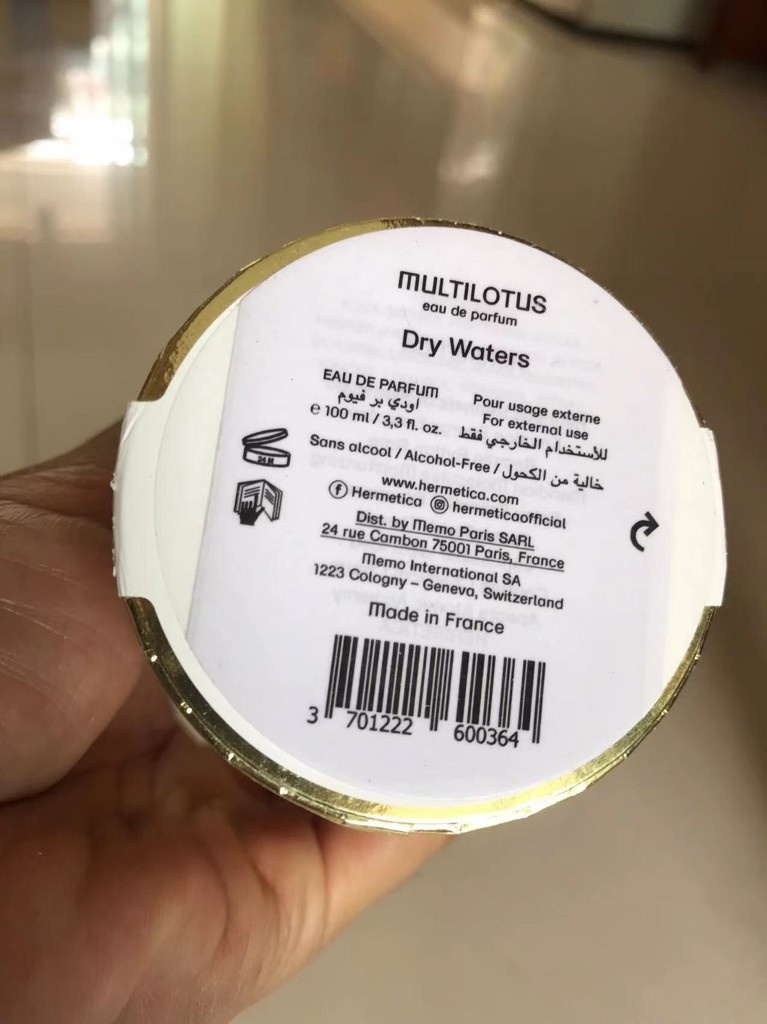 MULTILOTUS
eau de parfum
Dry Waters
EAU DE PARFUM
اودي بر فيوم
e 100 ml / 3,3 fl. oz.
Pour usage externe
For external use
للأستخدام الخارجي فقط
Sans alcool / Alcohol-Free / خالية من الكحول
24 M
www.hermetica.com
Hermetica hermeticaofficial
Dist. by Memo Paris SARL
24 rue Cambon 75001 Paris, France
Memo International SA
1223 Cologny – Geneva, Switzerland
Made in France
3 701222 600364